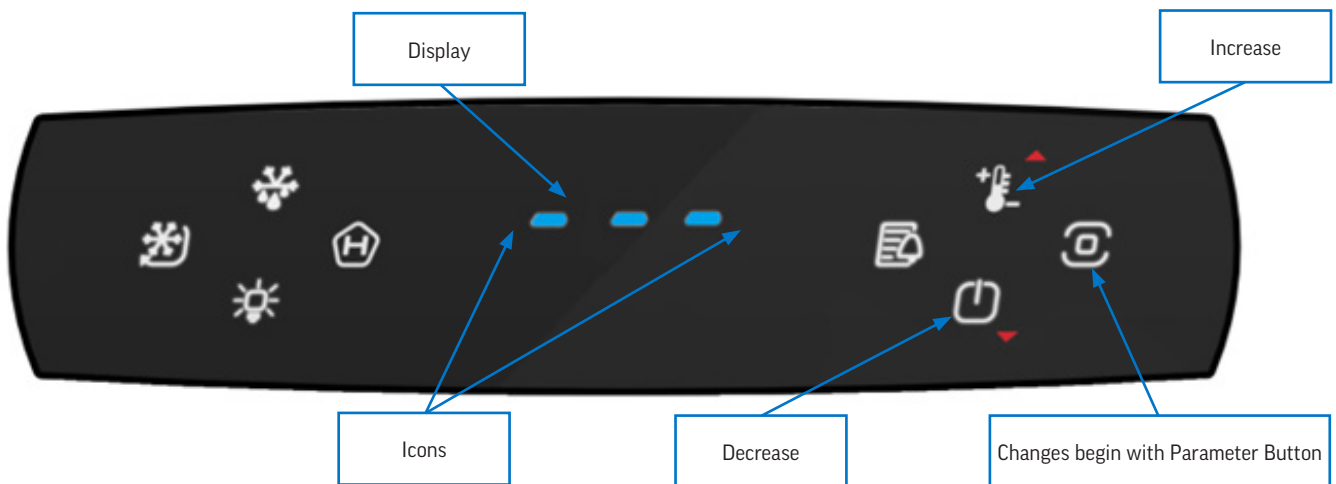 Display
Increase
H
Icons
Decrease
Changes begin with Parameter Button